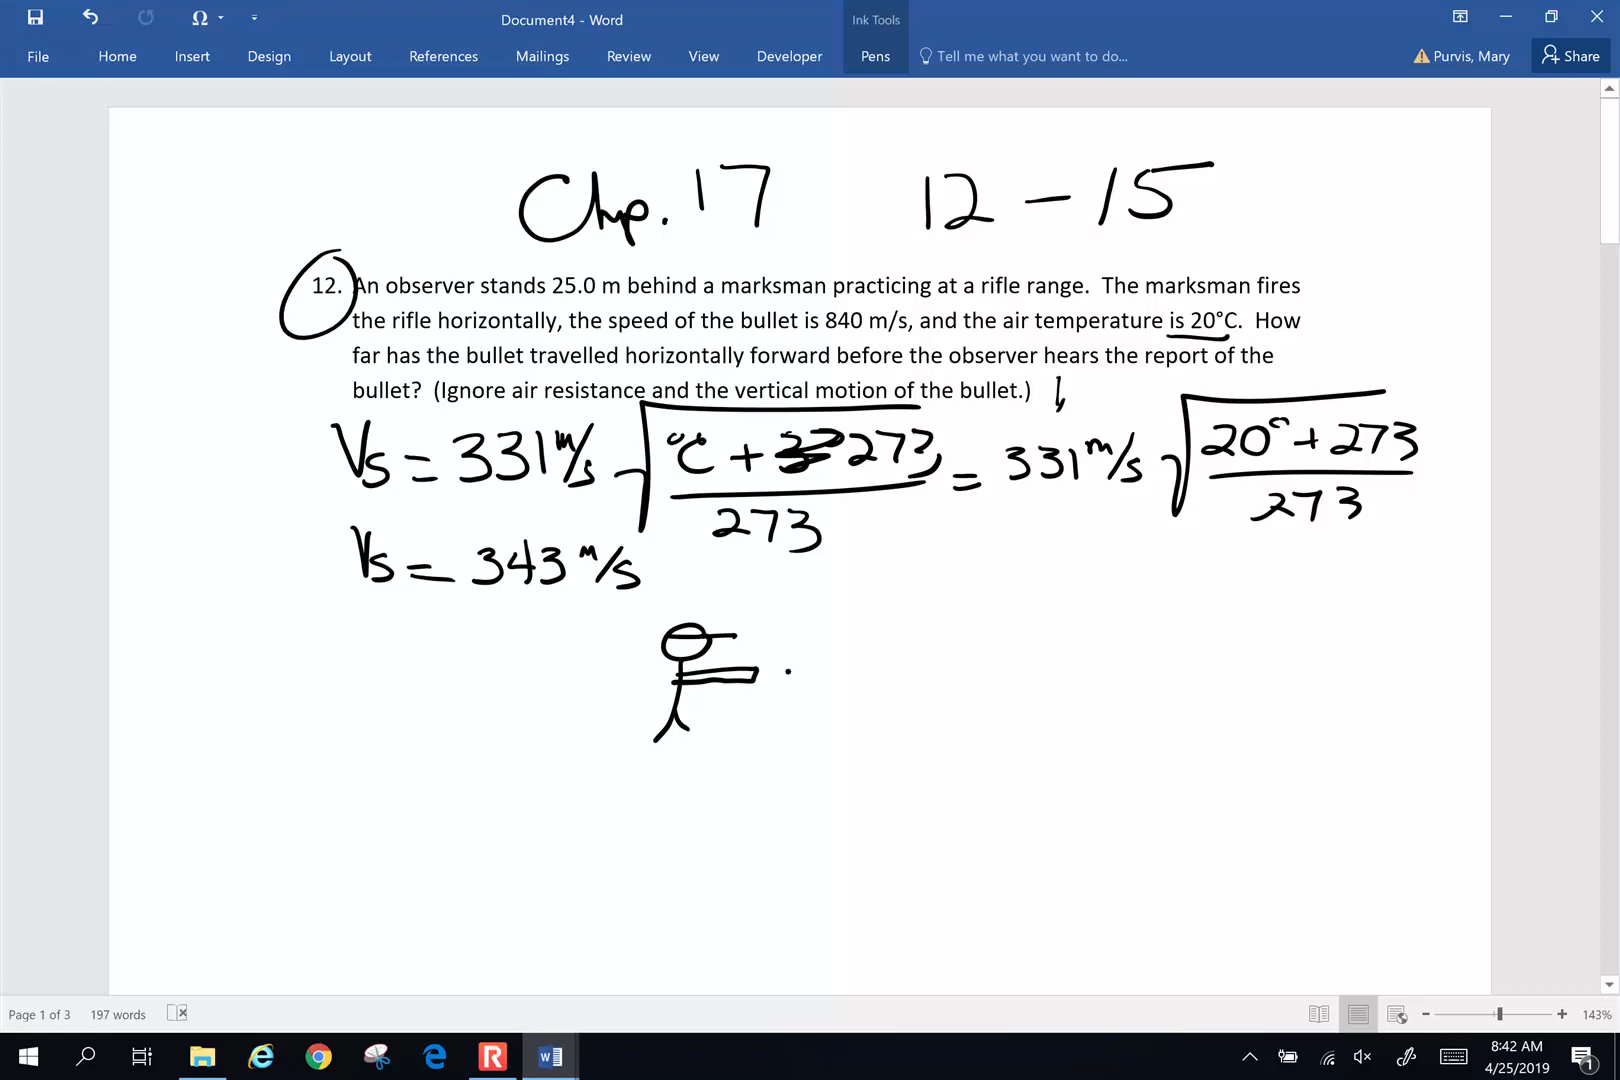 Document4 - Word
Ink Tools
File Home Insert Design Layout References Mailings Review View Developer Pens Tell me what you want to do... Purvis, Mary Share
Chp. 17 12 - 15
12. An observer stands 25.0 m behind a marksman practicing at a rifle range. The marksman fires
the rifle horizontally, the speed of the bullet is 840 m/s, and the air temperature is 20°C. How
far has the bullet travelled horizontally forward before the observer hears the report of the
bullet? (Ignore air resistance and the vertical motion of the bullet.)
Vs = 331 m/s √ °C + 273 / 273 = 331 m/s √ 20° + 273 / 273
Vs = 343 m/s
Page 1 of 3 197 words 143%
8:42 AM
4/25/2019